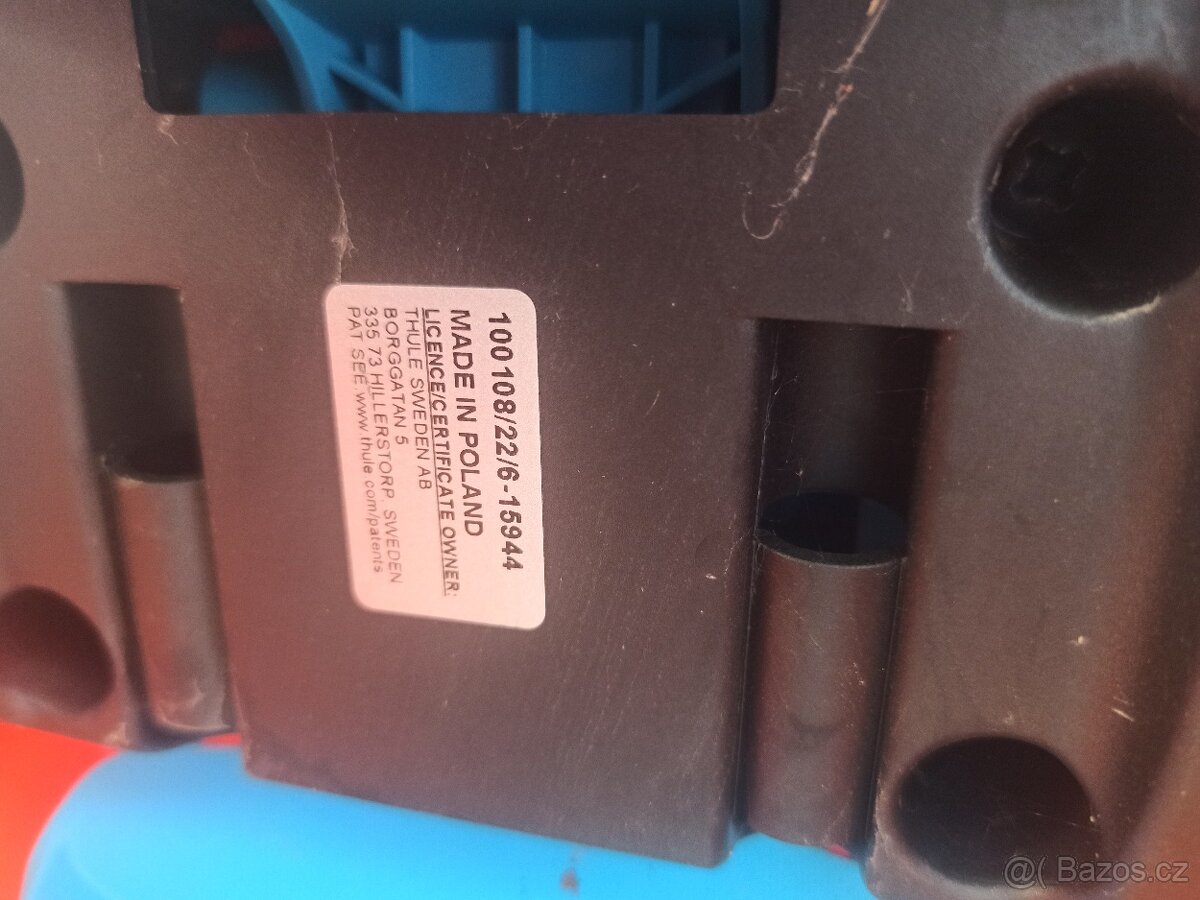 100108/22/6-15944
MADE IN POLAND
LICENCE/CERTIFICATE OWNER:
THULE SWEDEN AB
BORGGATAN 5
335 73 HILLERSTORP, SWEDEN
PAT SEE www.thule.com/patents
@( Bazos.cz